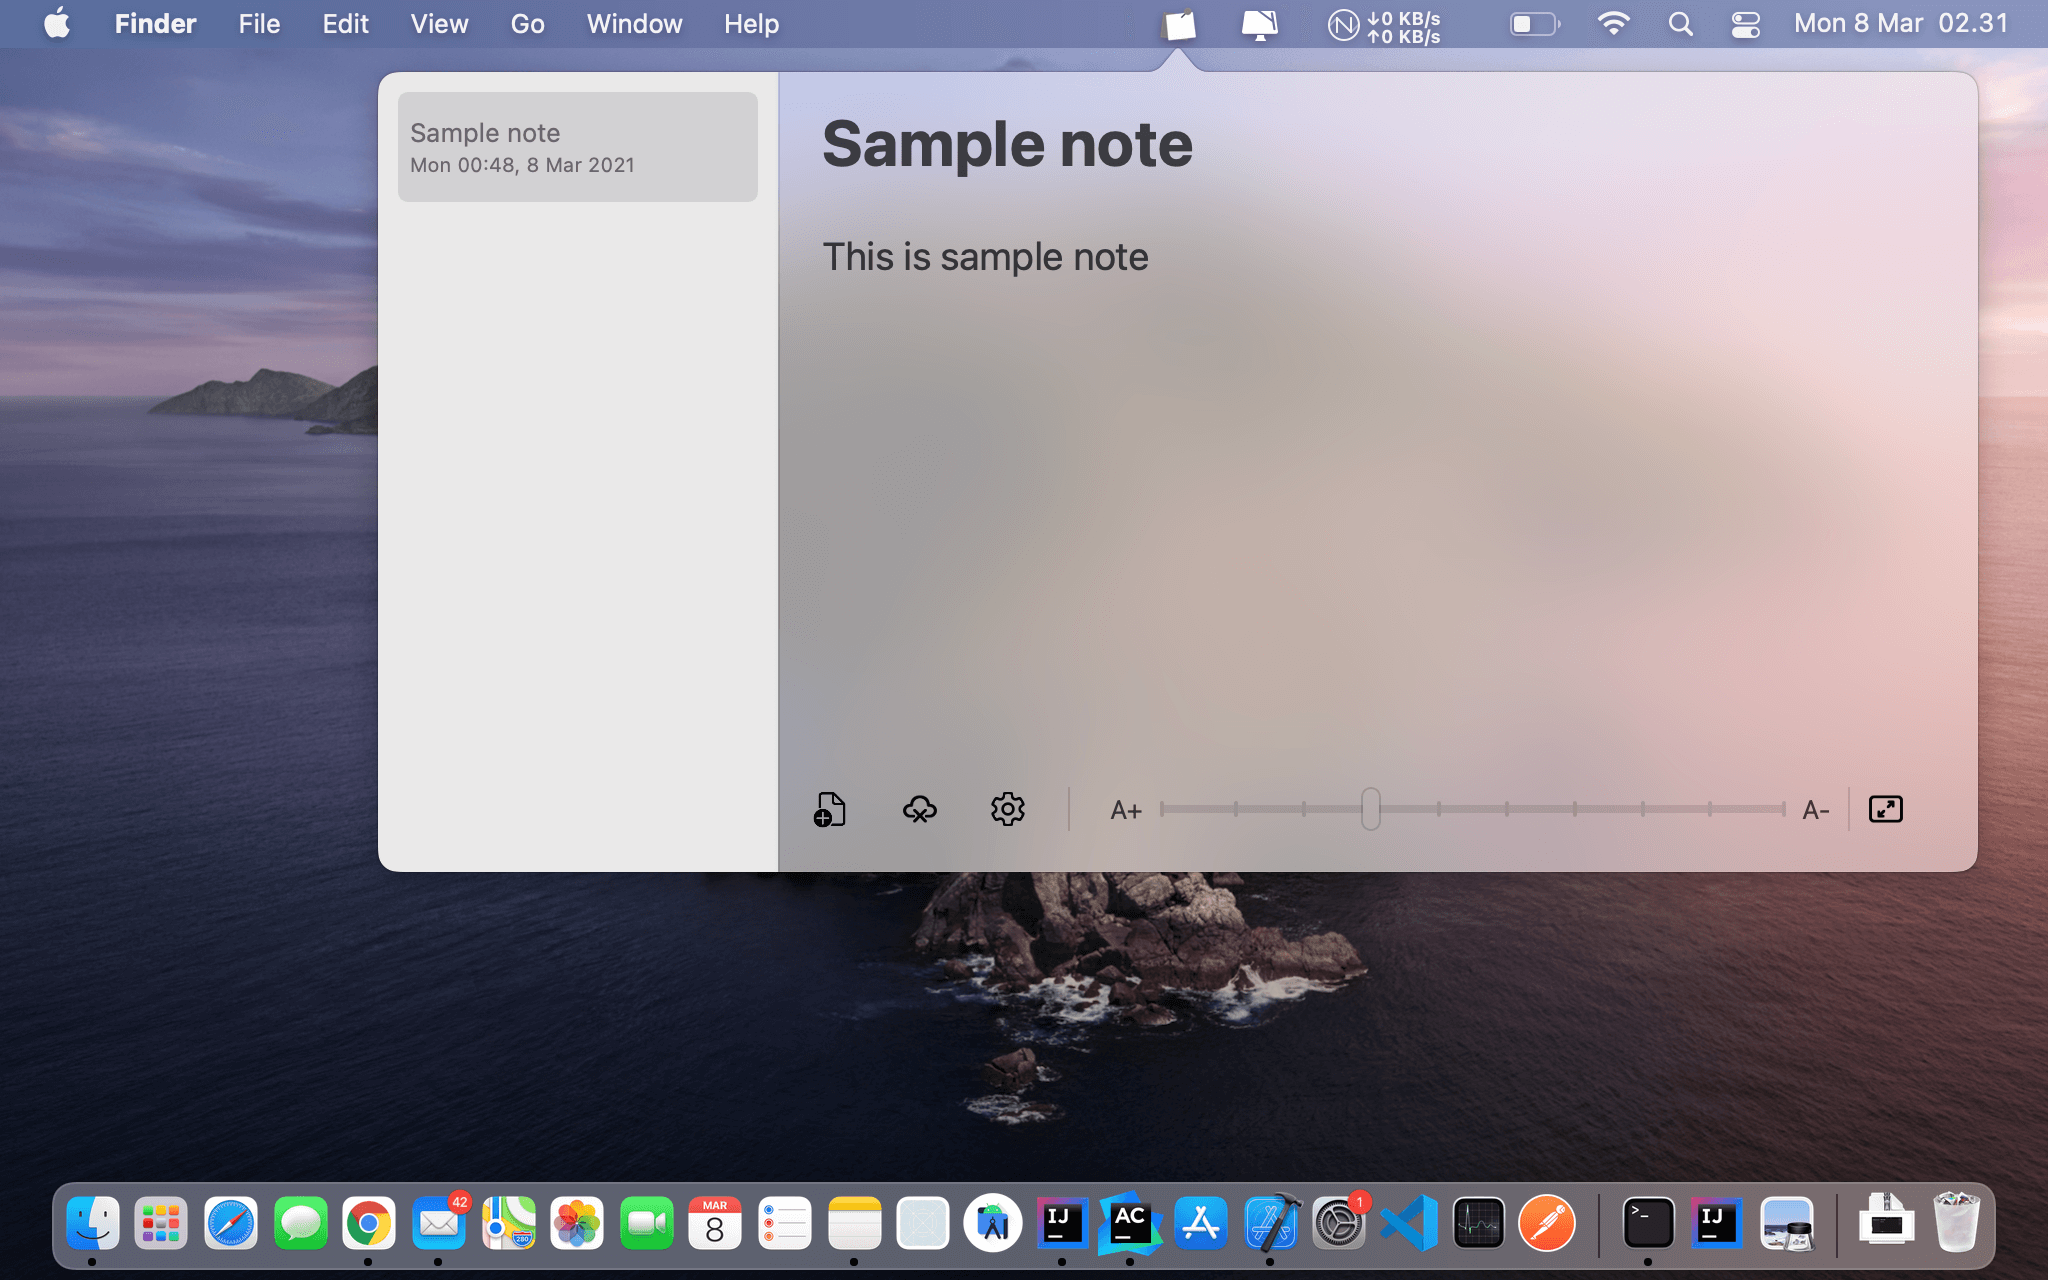 Finder File Edit View Go Window Help N ↓0 KB/s Mon 8 Mar 02.31
↑0 KB/s
Sample note
Mon 00:48, 8 Mar 2021
Sample note
This is sample note
A+ A-
42
280
MAR
8
IJ
AC
1
>_
IJ